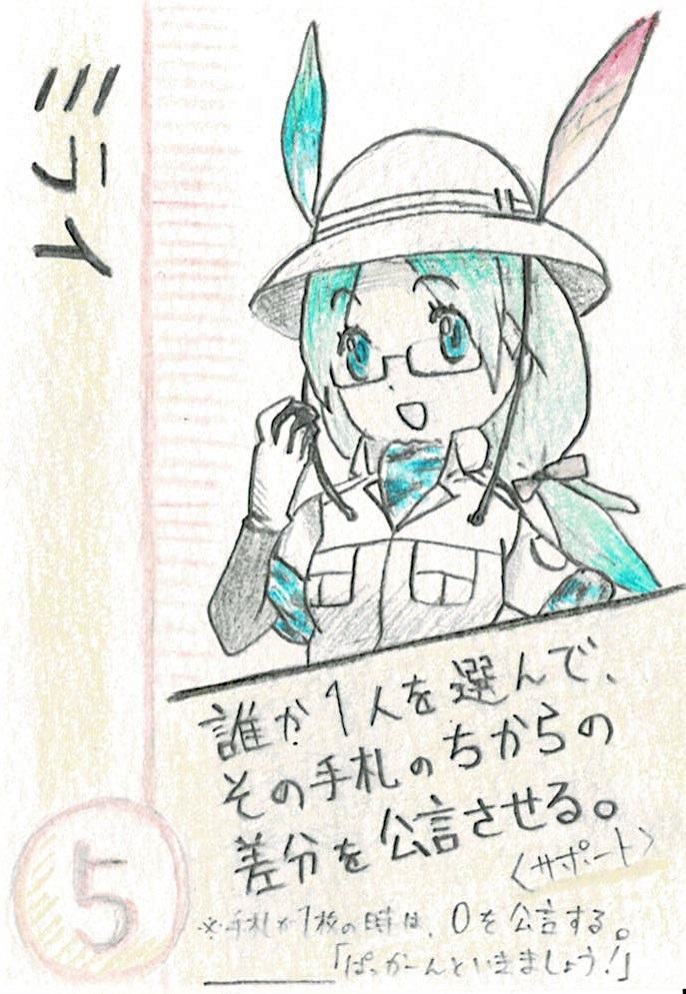 ミライ
誰か1人を選んで、
その手札のちからの
差分を公言させる。
〈サポート〉
※手札が1枚の時は、0を公言する。
「ぱっかーんといきましょう!」
5